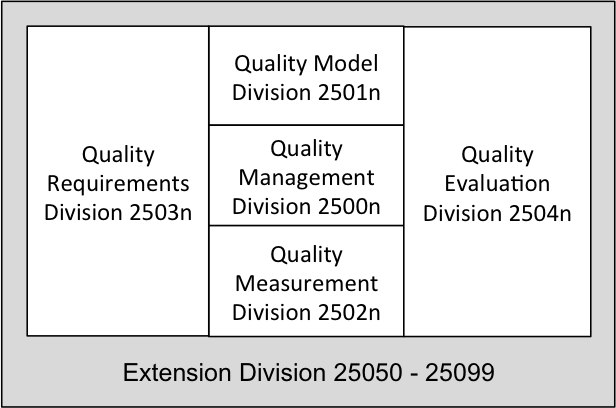 Quality
Requirements
Division 2503n
Quality Model
Division 2501n
Quality
Management
Division 2500n
Quality
Measurement
Division 2502n
Quality
Evaluation
Division 2504n
Extension Division 25050 - 25099